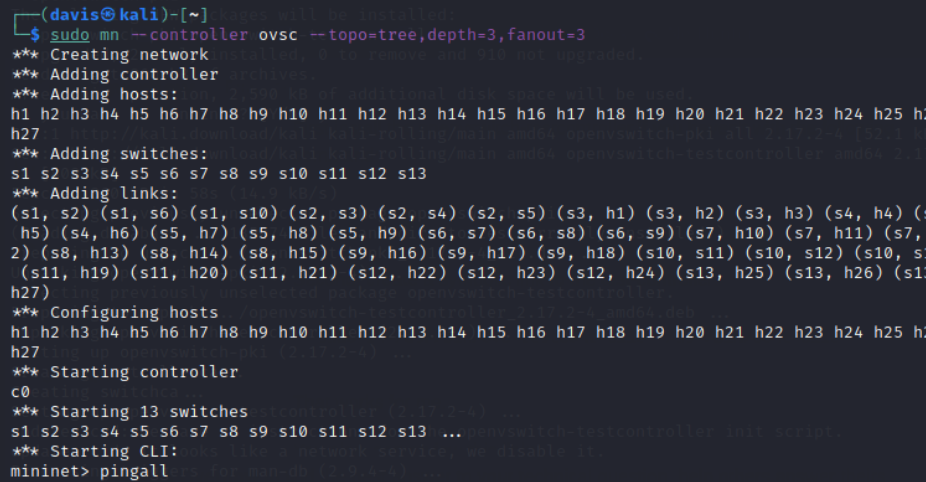 (davis㉿kali)-[~]
$ sudo mn --controller ovsc --topo=tree,depth=3,fanout=3
*** Creating network
*** Adding controller
*** Adding hosts:
h1 h2 h3 h4 h5 h6 h7 h8 h9 h10 h11 h12 h13 h14 h15 h16 h17 h18 h19 h20 h21 h22 h23 h24 h25
h27
*** Adding switches:
s1 s2 s3 s4 s5 s6 s7 s8 s9 s10 s11 s12 s13
*** Adding links:
(s1, s2) (s1, s6) (s1, s10) (s2, s3) (s2, s4) (s2, s5) (s3, h1) (s3, h2) (s3, h3) (s4, h4) (
h5) (s4, h6) (s5, h7) (s5, h8) (s5, h9) (s6, s7) (s6, s8) (s6, s9) (s7, h10) (s7, h11) (s7,
2) (s8, h13) (s8, h14) (s8, h15) (s9, h16) (s9, h17) (s9, h18) (s10, s11) (s10, s12) (s10,
(s11, h19) (s11, h20) (s11, h21) (s12, h22) (s12, h23) (s12, h24) (s13, h25) (s13, h26)
h27)
*** Configuring hosts
h1 h2 h3 h4 h5 h6 h7 h8 h9 h10 h11 h12 h13 h14 h15 h16 h17 h18 h19 h20 h21 h22 h23 h24 h25
h27
*** Starting controller
c0
*** Starting 13 switches
s1 s2 s3 s4 s5 s6 s7 s8 s9 s10 s11 s12 s13 ...
*** Starting CLI:
mininet> pingall